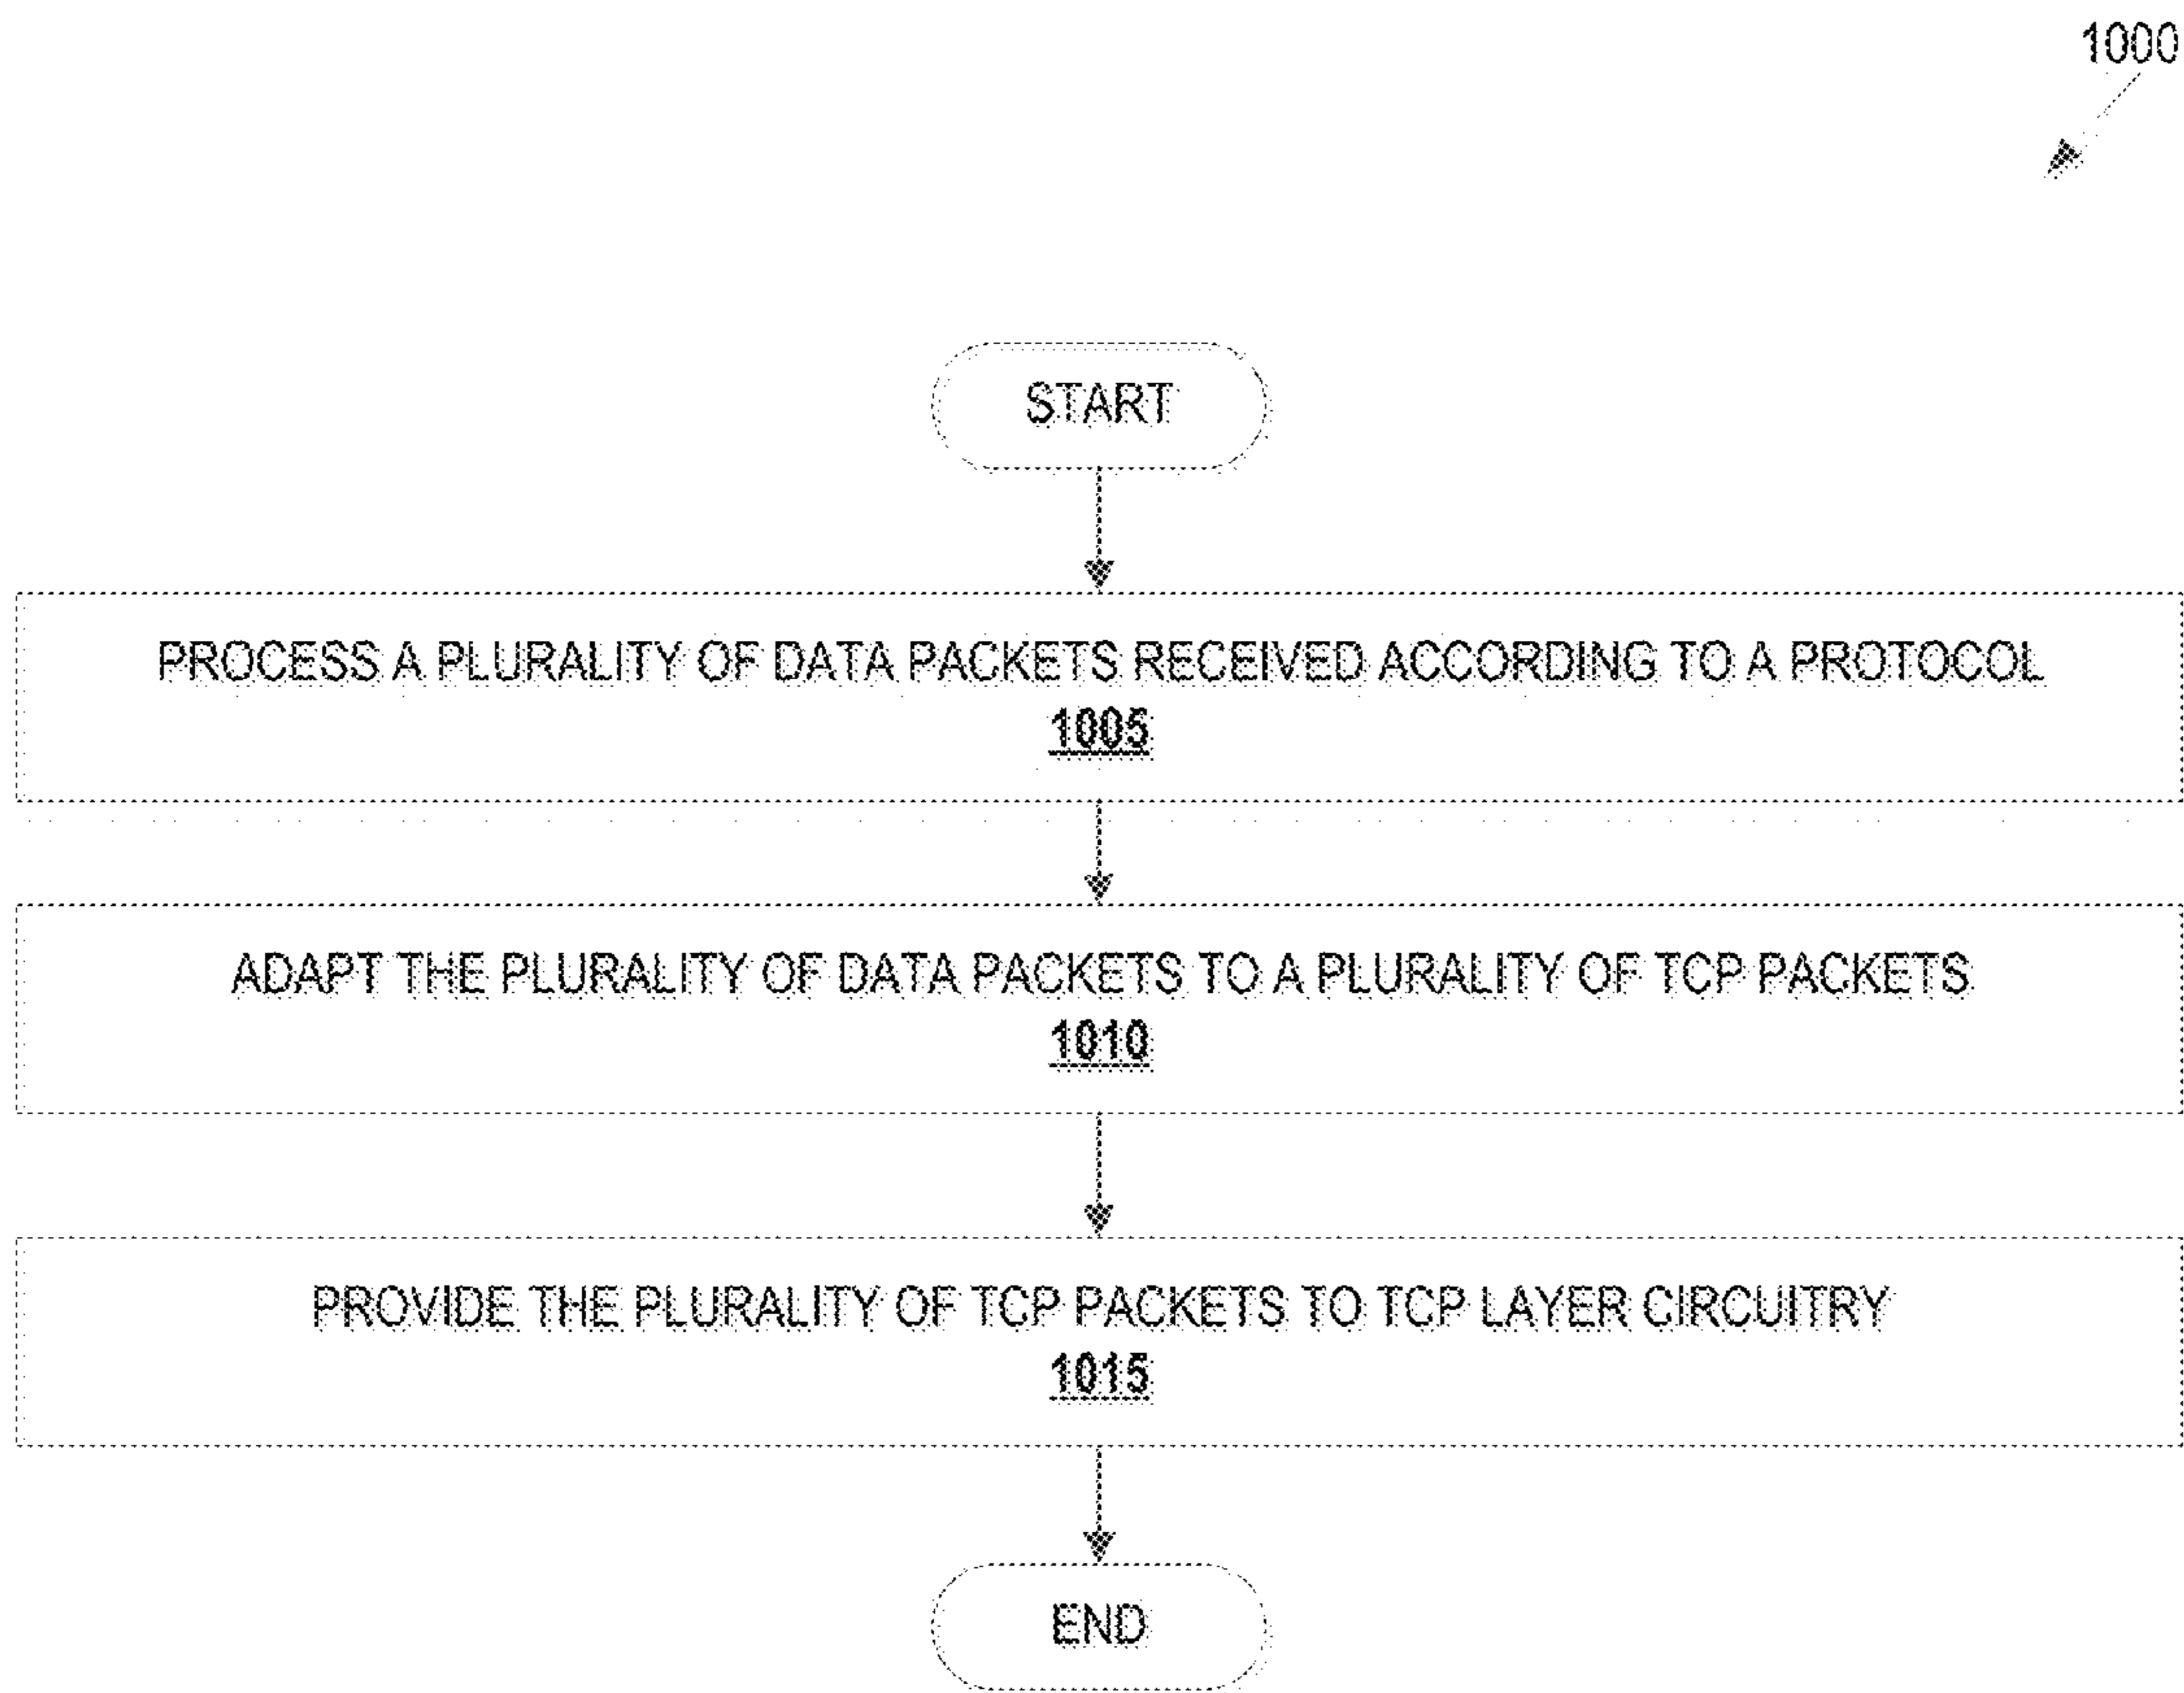 1000
START
PROCESS A PLURALITY OF DATA PACKETS RECEIVED ACCORDING TO A PROTOCOL
1005
ADAPT THE PLURALITY OF DATA PACKETS TO A PLURALITY OF TCP PACKETS
1010
PROVIDE THE PLURALITY OF TCP PACKETS TO TCP LAYER CIRCUITRY
1015
END